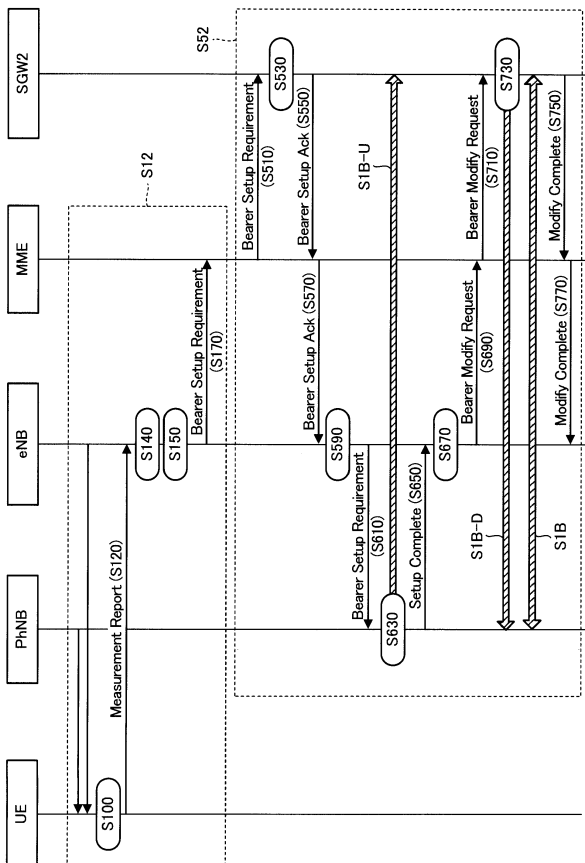 UE
PhNB
eNB
MME
SGW2
S12
S100
Measurement Report (S120)
S140
S150
Bearer Setup Requirement
(S170)
S52
Bearer Setup Requirement
(S510)
S530
Bearer Setup Ack (S550)
Bearer Setup Ack (S570)
S590
Bearer Setup Requirement
(S610)
S630
S1B-U
Setup Complete (S650)
S670
Bearer Modify Request
(S690)
Bearer Modify Request
(S710)
S730
S1B-D
S1B
Modify Complete (S750)
Modify Complete (S770)